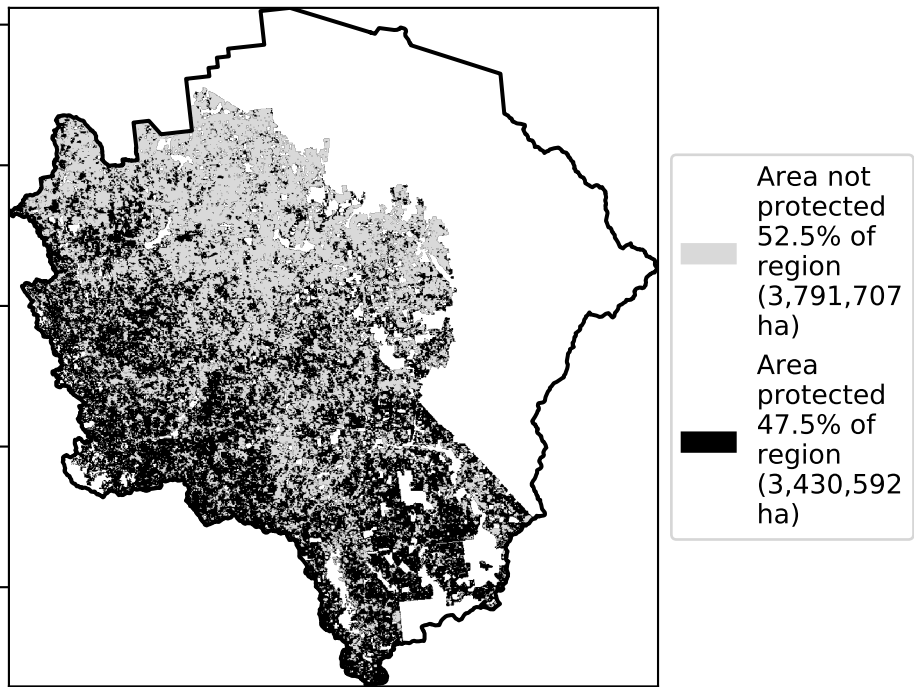 Area not
protected
52.5% of
region
(3,791,707
ha)
Area
protected
47.5% of
region
(3,430,592
ha)